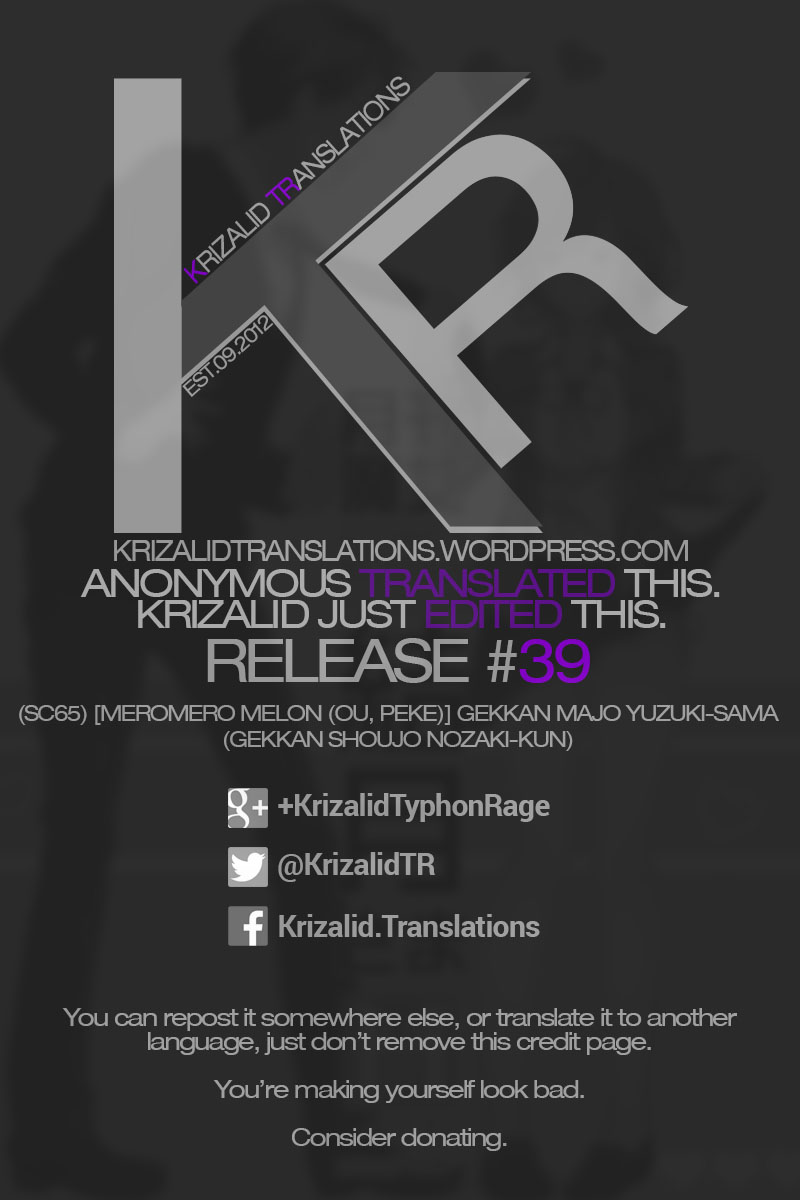 KRIZALID TRANSLATIONS
EST.09.2012
KRIZALIDTRANSLATIONS.WORDPRESS.COM
ANONYMOUS TRANSLATED THIS.
KRIZALID JUST EDITED THIS.
RELEASE #39
(SC65) [MEROMERO MELON (OU, PEKE)] GEKKAN MAJO YUZUKI-SAMA
(GEKKAN SHOUJO NOZAKI-KUN)
g+ +KrizalidTyphonRage
@KrizalidTR
f Krizalid.Translations
You can repost it somewhere else, or translate it to another
language, just don't remove this credit page.
You're making yourself look bad.
Consider donating.